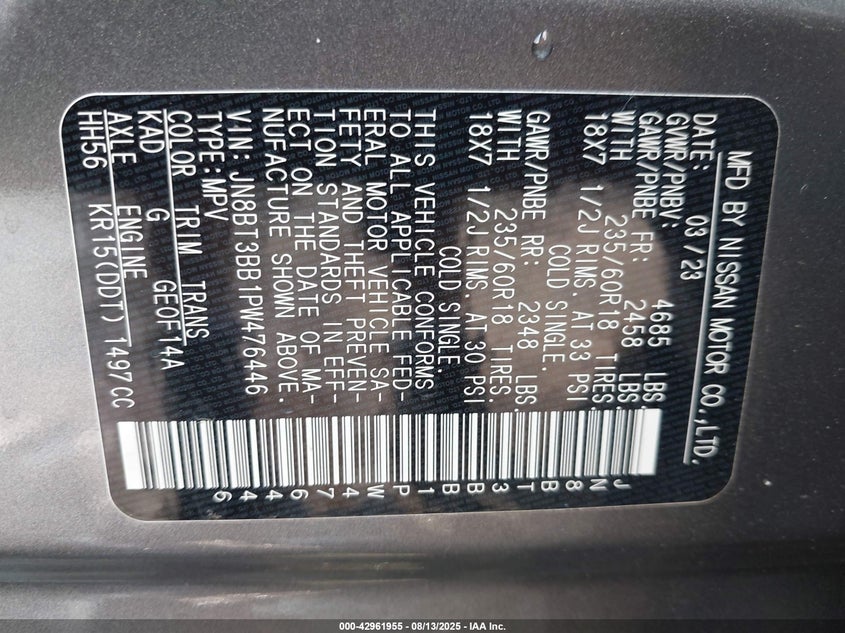 MFD BY NISSAN MOTOR CO.,LTD.
DATE: 03/23
GVWR/PNBV: 4685 LBS.
GAWR/PNBE FR: 2458 LBS.
WITH 235/60R18 TIRES.
18X7 1/2J RIMS. AT 33 PSI
COLD SINGLE.
GAWR/PNBE RR: 2348 LBS.
WITH 235/60R18 TIRES.
18X7 1/2J RIMS. AT 30 PSI
COLD SINGLE.
THIS VEHICLE CONFORMS
TO ALL APPLICABLE FED-
ERAL MOTOR VEHICLE SA-
FETY AND THEFT PREVEN-
TION STANDARDS IN EFF-
ECT ON THE DATE OF MA-
NUFACTURE SHOWN ABOVE.
VIN: JN8BT3BB1PW476446
TYPE:MPV
COLOR TRIM TRANS
KAD G GE0F14A
AXLE ENGINE
HH56 KR15(DDT) 1497CC
JN8BT3BB1PW476446
000-42961955 - 08/13/2025 - IAA Inc.